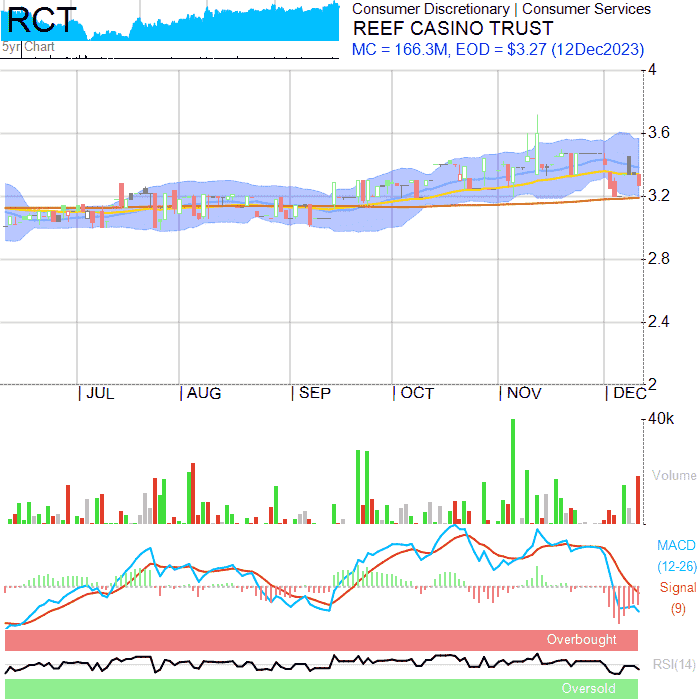 RCT
5yr Chart
Consumer Discretionary | Consumer Services
REEF CASINO TRUST
MC = 166.3M, EOD = $3.27 (12Dec2023)
4
3.6
3.2
2.8
2.4
2
JUL AUG SEP OCT NOV DEC
40k
Volume
MACD
(12-26)
Signal
(9)
Overbought
RSI(14)
Oversold